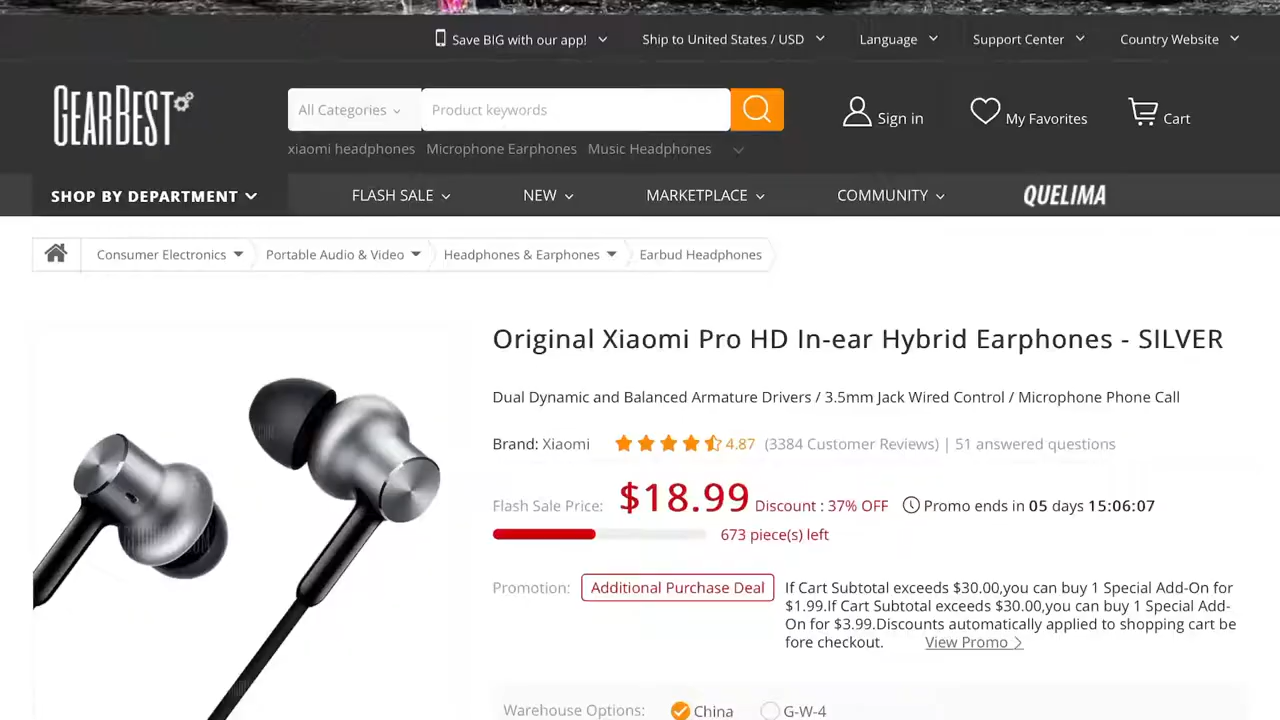 Save BIG with our app! Ship to United States / USD Language Support Center Country Website
GEARBEST
All Categories Product keywords
Sign in My Favorites Cart
xiaomi headphones Microphone Earphones Music Headphones
SHOP BY DEPARTMENT FLASH SALE NEW MARKETPLACE COMMUNITY QUELIMA
Consumer Electronics Portable Audio & Video Headphones & Earphones Earbud Headphones
Original Xiaomi Pro HD In-ear Hybrid Earphones - SILVER
Dual Dynamic and Balanced Armature Drivers / 3.5mm Jack Wired Control / Microphone Phone Call
Brand: Xiaomi 4.87 (3384 Customer Reviews) | 51 answered questions
Flash Sale Price: $18.99 Discount : 37% OFF Promo ends in 05 days 15:06:07
673 piece(s) left
Promotion: Additional Purchase Deal If Cart Subtotal exceeds $30.00,you can buy 1 Special Add-On for
$1.99.If Cart Subtotal exceeds $30.00,you can buy 1 Special Add-
On for $3.99.Discounts automatically applied to shopping cart be
fore checkout. View Promo >
Warehouse Options: China G-W-4